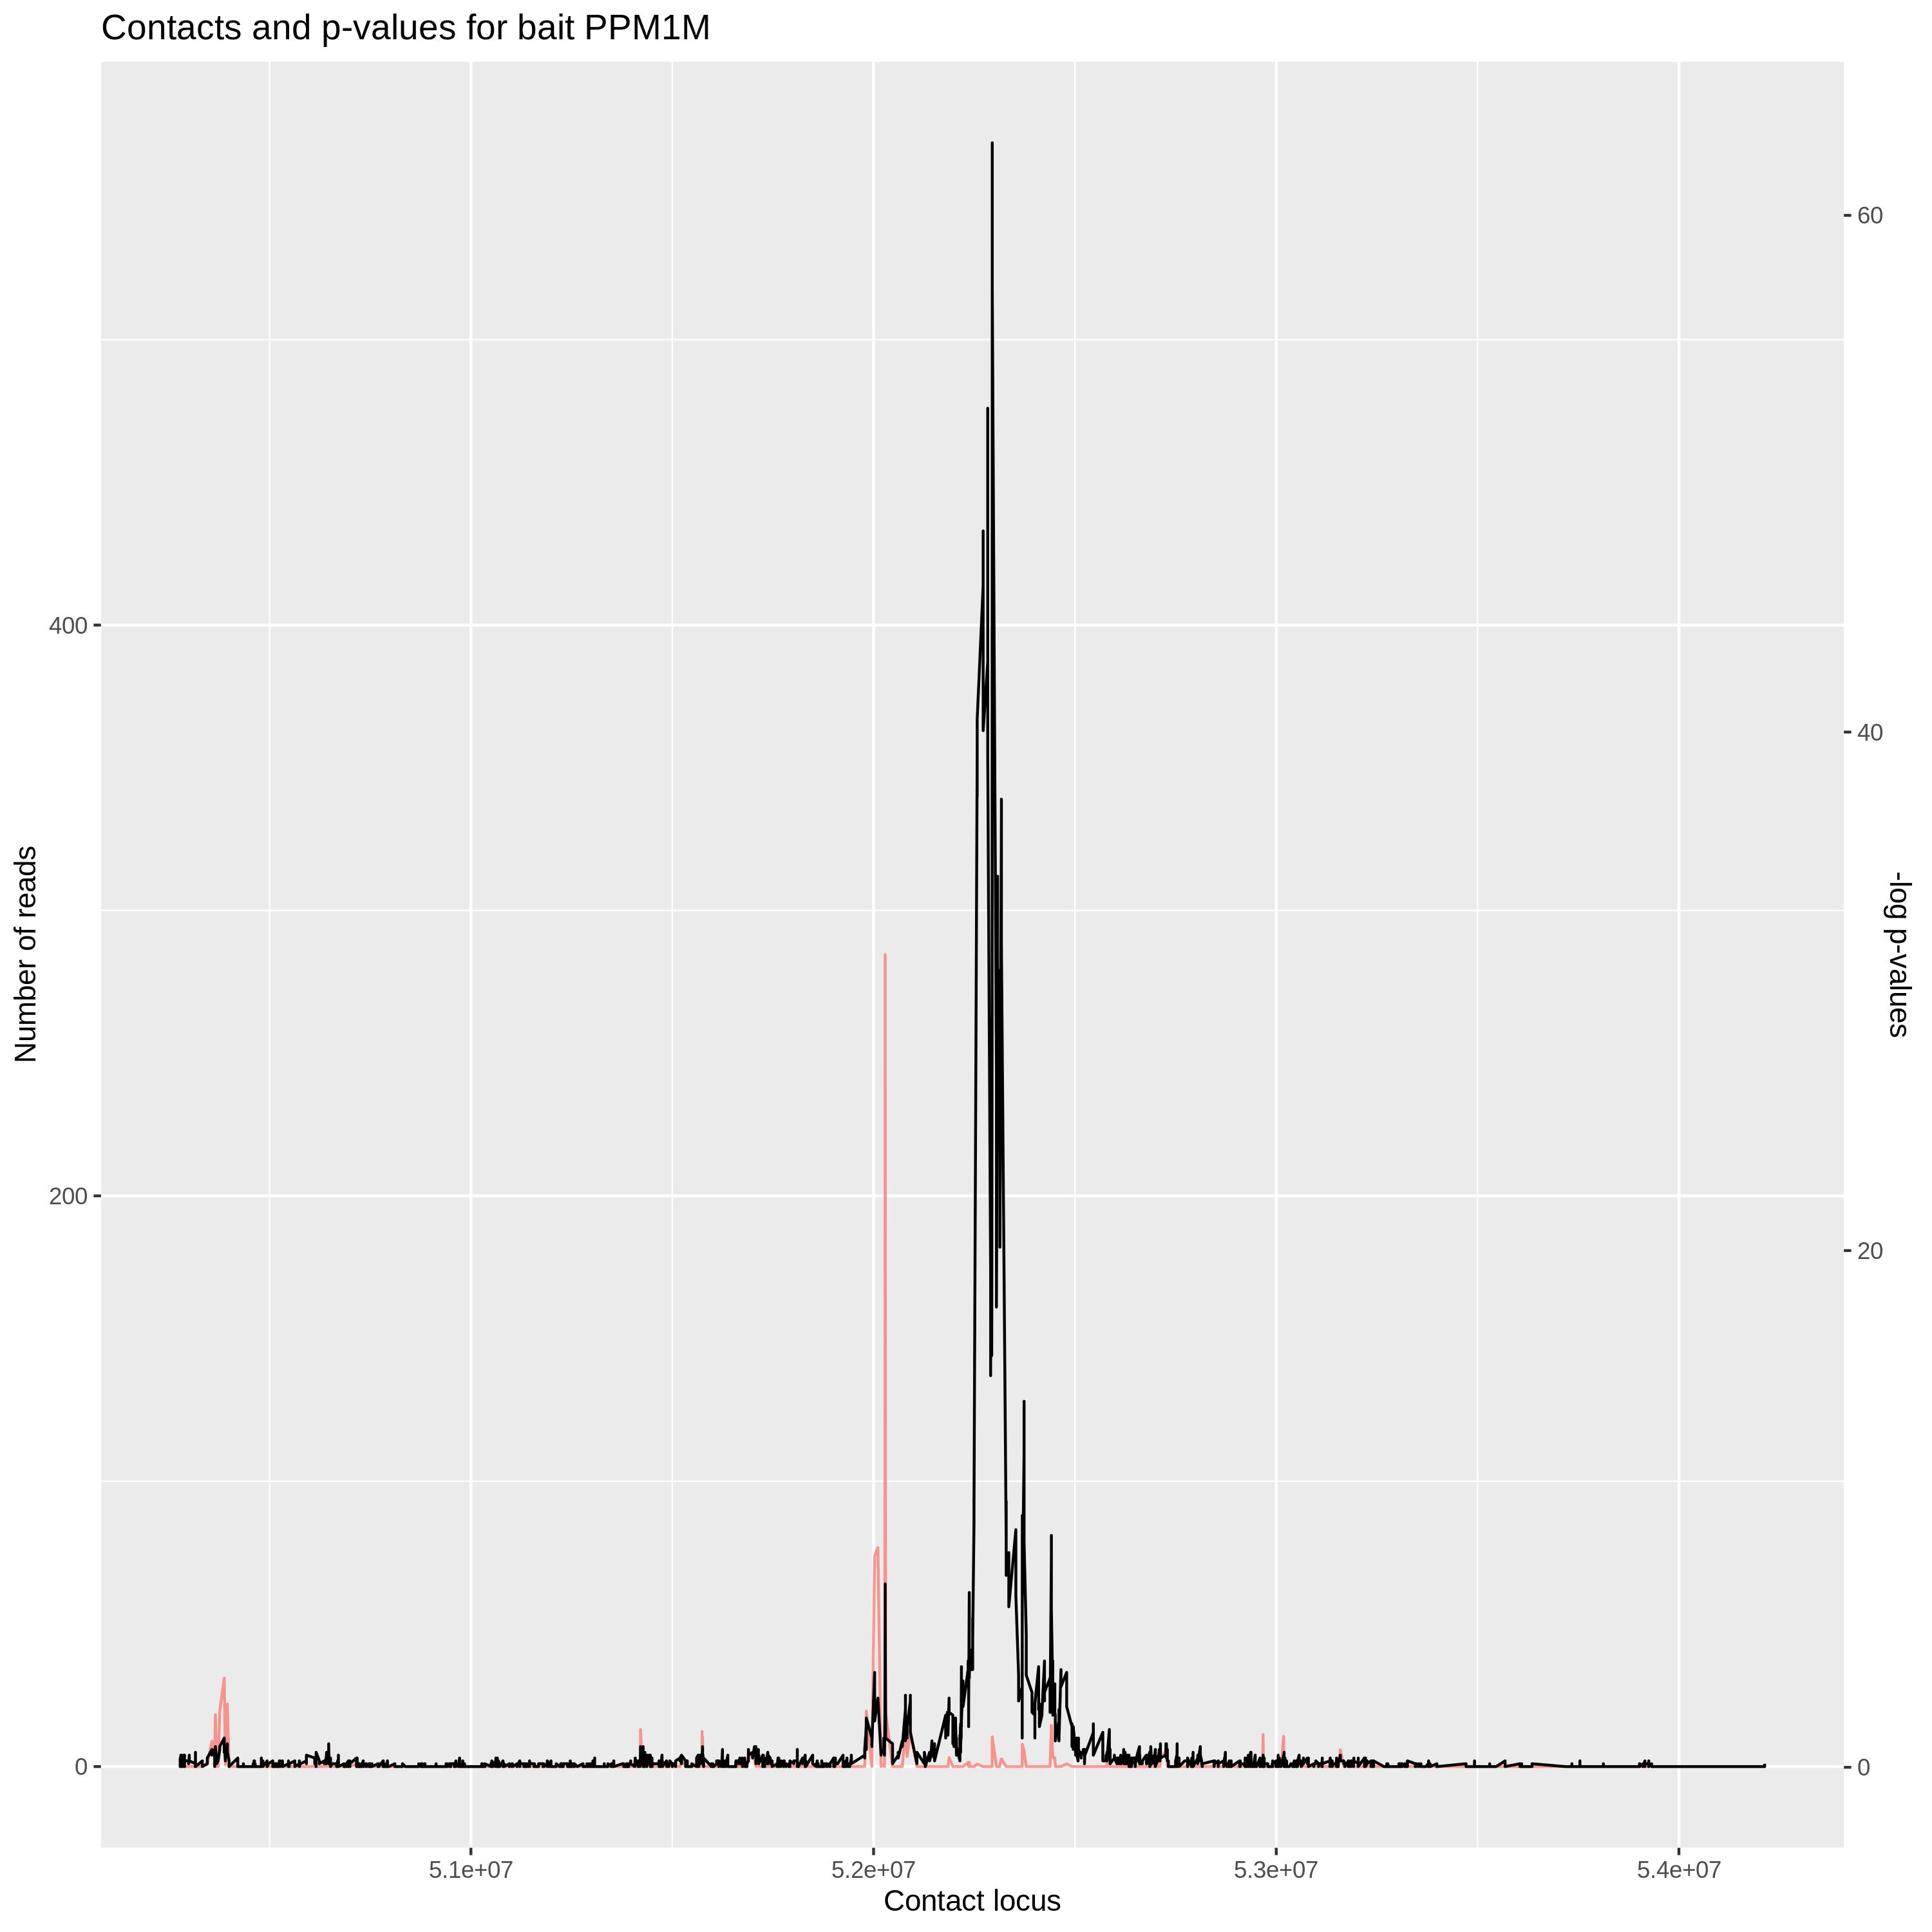 Contacts and p-values for bait PPM1M
60
400
40
Number of reads
-log p-values
200
20
0
0
5.1e+07
5.2e+07
5.3e+07
5.4e+07
Contact locus